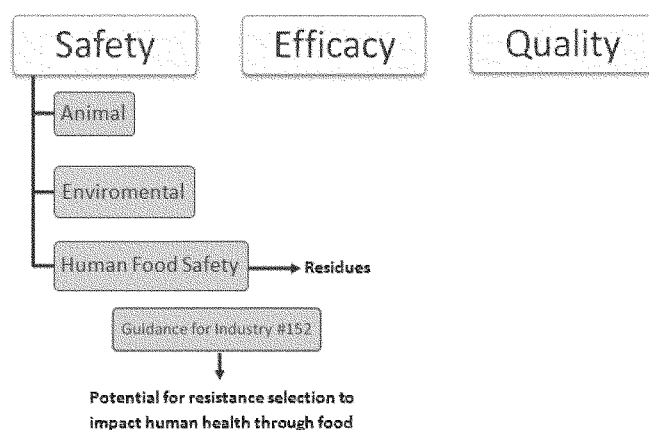 Safety
Efficacy
Quality
Animal
Enviromental
Human Food Safety
Residues
Guidance for Industry #152
Potential for resistance selection to
impact human health through food